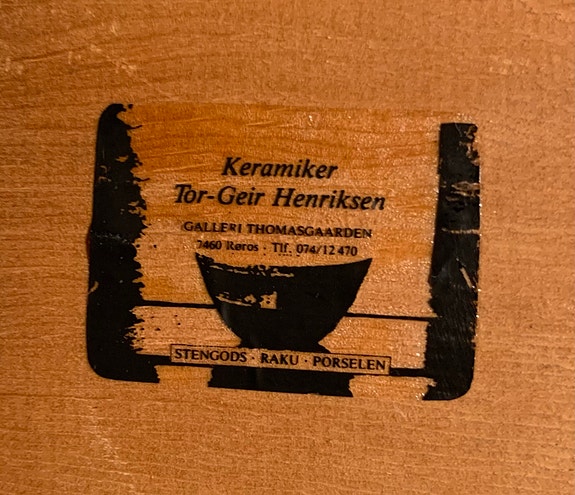 Keramiker
Tor-Geir Henriksen
GALLERI THOMASGAARDEN
7460 Røros . Tlf. 074/12 470
STENGODS · RAKU · PORSELEN